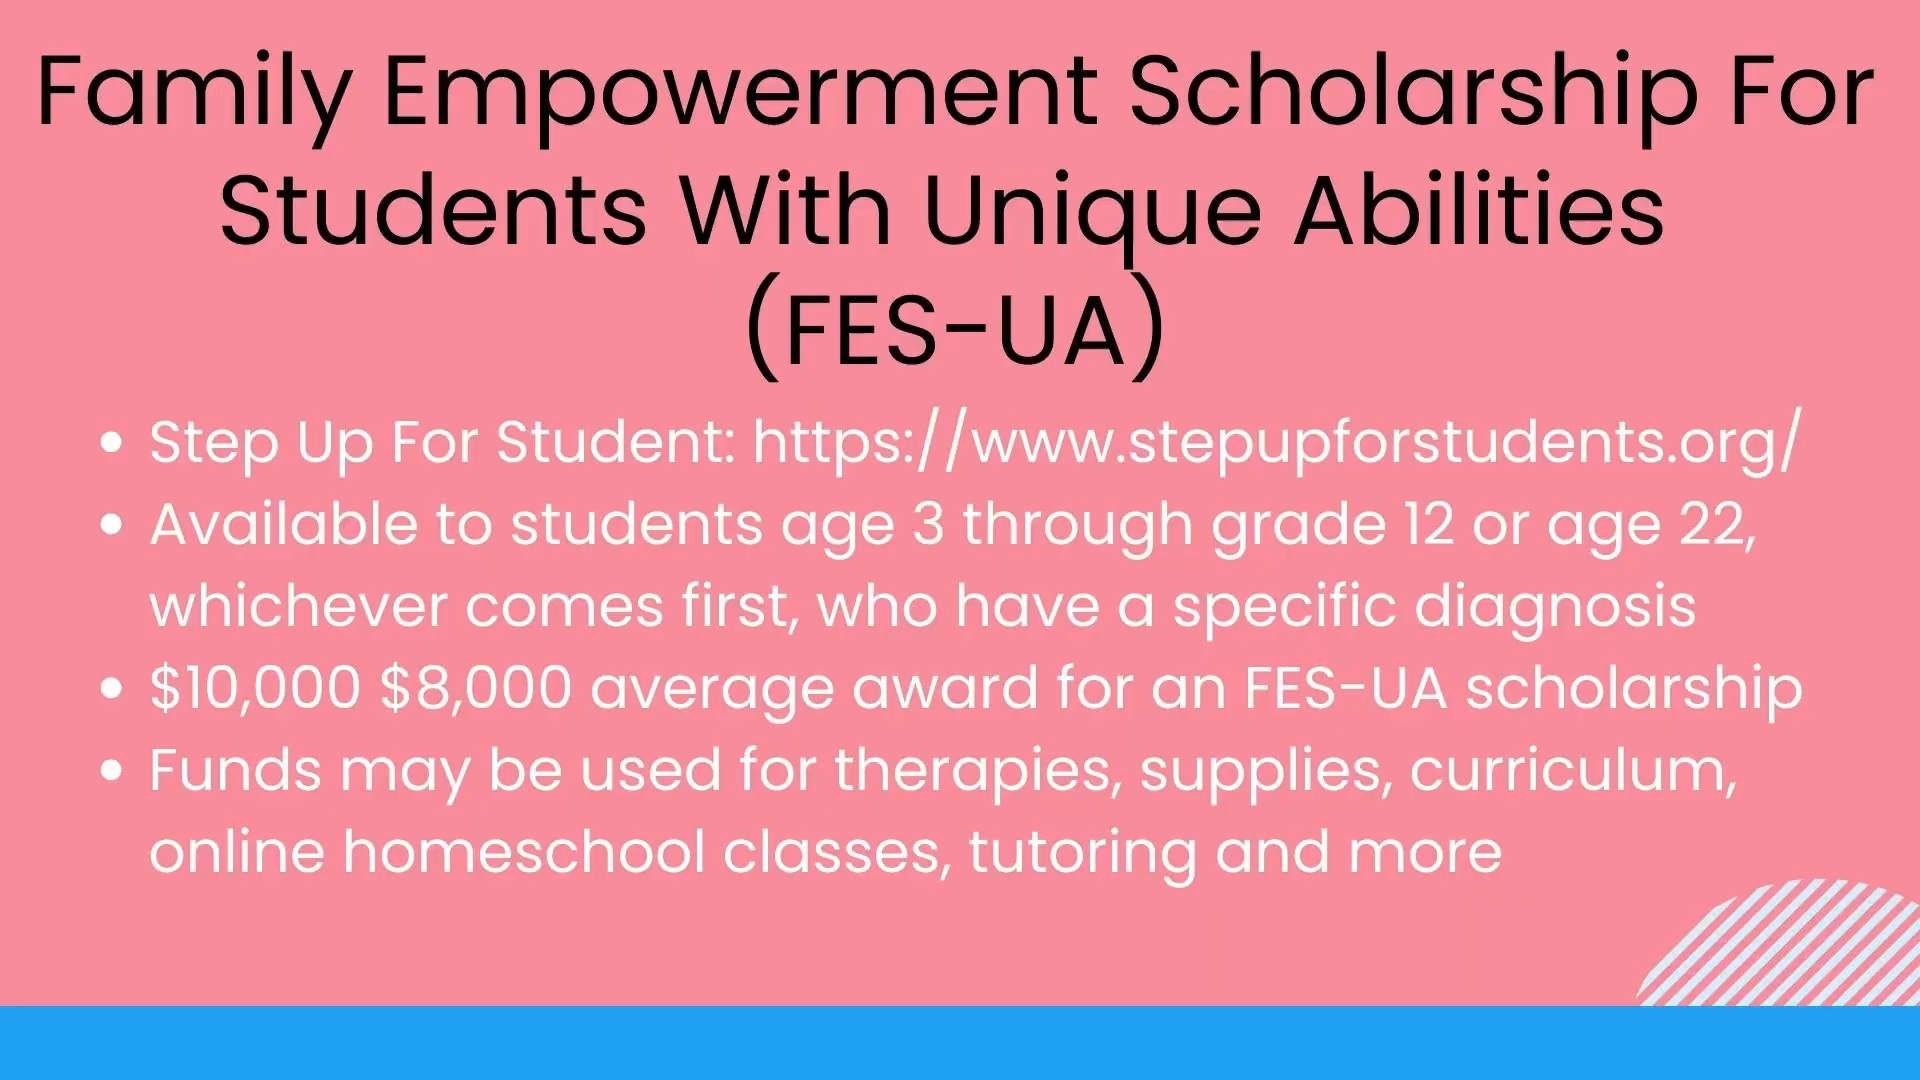 Family Empowerment Scholarship For
Students With Unique Abilities
(FES-UA)
• Step Up For Student: https://www.stepupforstudents.org/
• Available to students age 3 through grade 12 or age 22,
whichever comes first, who have a specific diagnosis
• $10,000 $8,000 average award for an FES-UA scholarship
• Funds may be used for therapies, supplies, curriculum,
online homeschool classes, tutoring and more